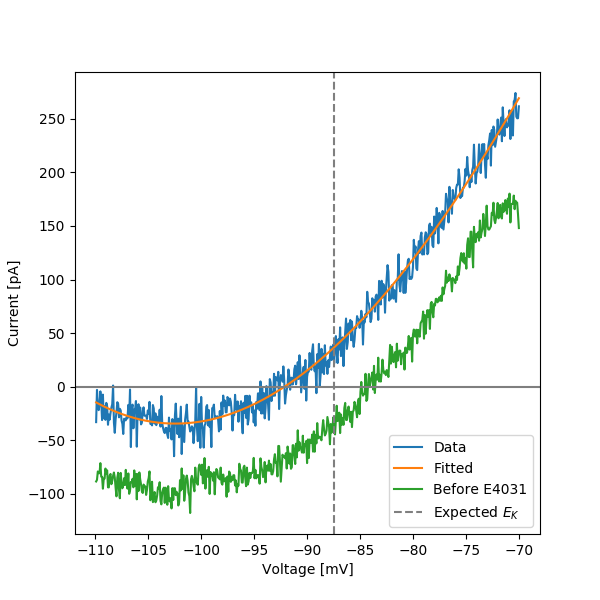 250
200
150
100
50
0
−50
−100
Current [pA]
−110 −105 −100 −95 −90 −85 −80 −75 −70
Voltage [mV]
Data
Fitted
Before E4031
Expected E_K